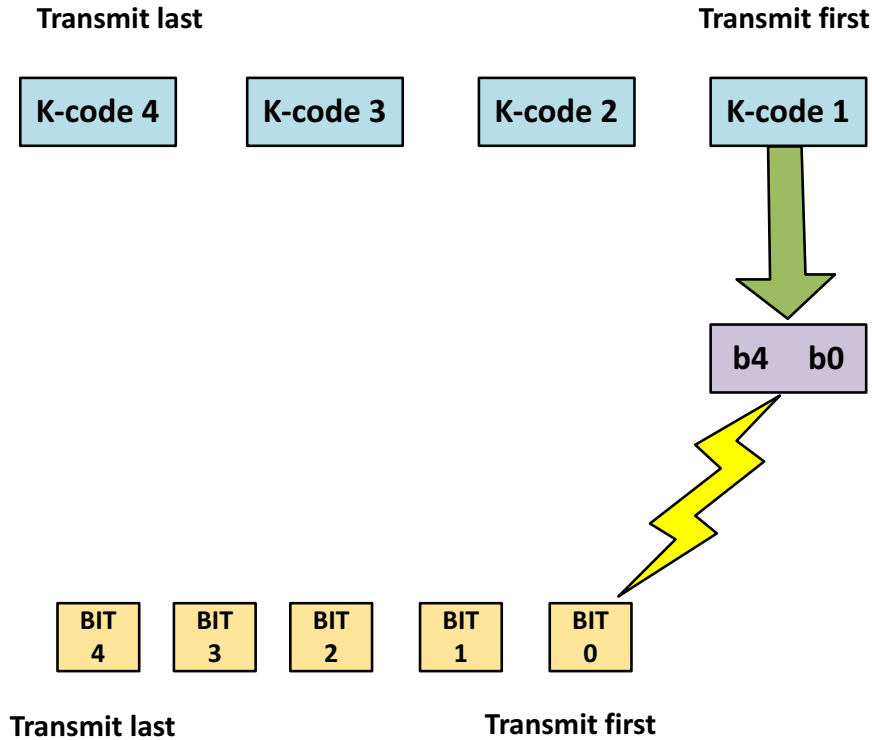 Transmit last Transmit first
K-code 4 K-code 3 K-code 2 K-code 1
b4 b0
BIT BIT BIT BIT BIT
4 3 2 1 0
Transmit last Transmit first